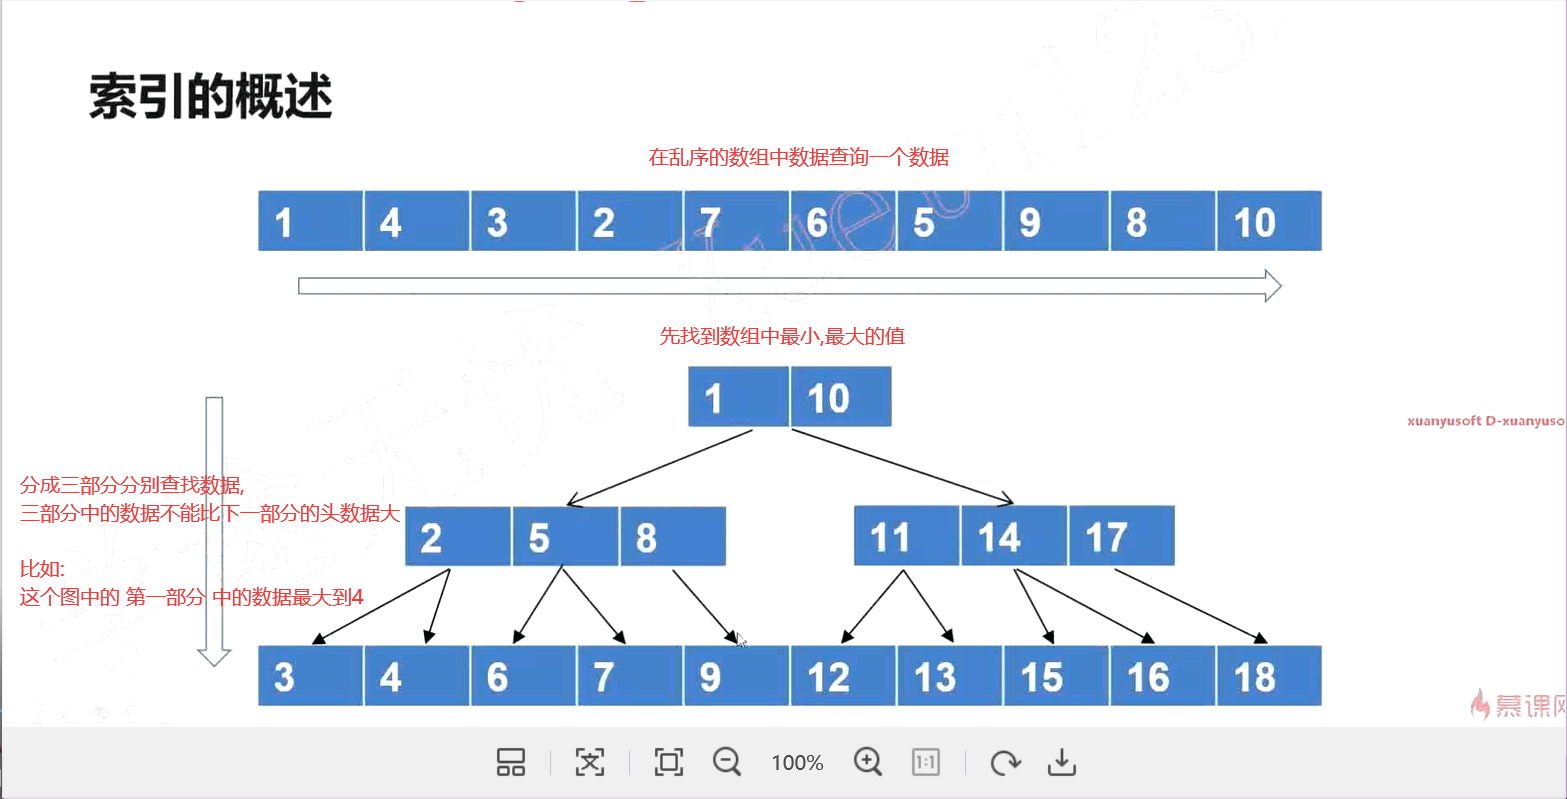 索引的概述
在乱序的数组中数据查询一个数据
1 4 3 2 7 6 5 9 8 10
先找到数组中最小,最大的值
1 10
xuanyusoft D-xuanyuso
分成三部分分别查找数据,
三部分中的数据不能比下一部分的头数据大
2 5 8 11 14 17
比如:
这个图中的 第一部分 中的数据最大到4
3 4 6 7 9 12 13 15 16 18
慕课网
100%
1:1